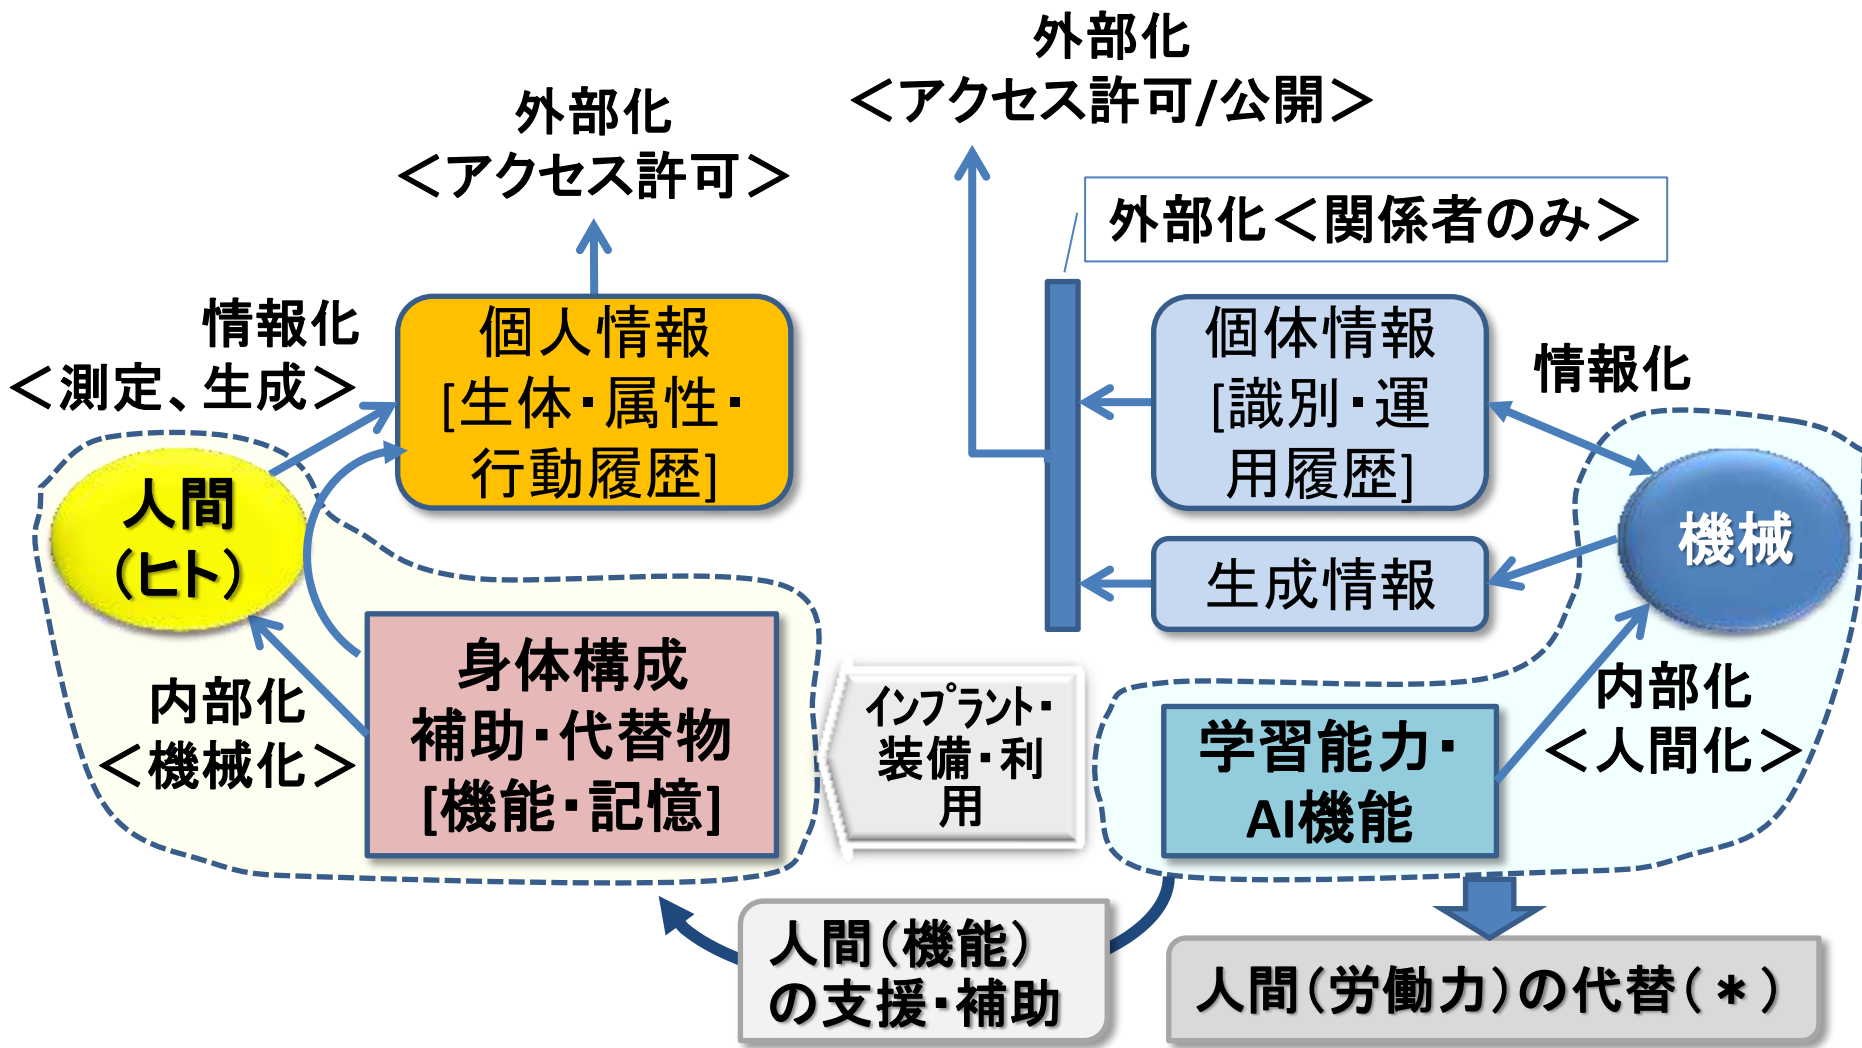 外部化
＜アクセス許可/公開＞
外部化
＜アクセス許可＞
外部化＜関係者のみ＞
情報化
＜測定、生成＞
個人情報
[生体・属性・
行動履歴]
個体情報
[識別・運
用履歴]
情報化
人間
（ヒト）
機械
生成情報
身体構成
補助・代替物
[機能・記憶]
内部化
＜機械化＞
インプラント・
装備・利
用
学習能力・
AI機能
内部化
＜人間化＞
人間（機能）
の支援・補助
人間（労働力）の代替（＊）